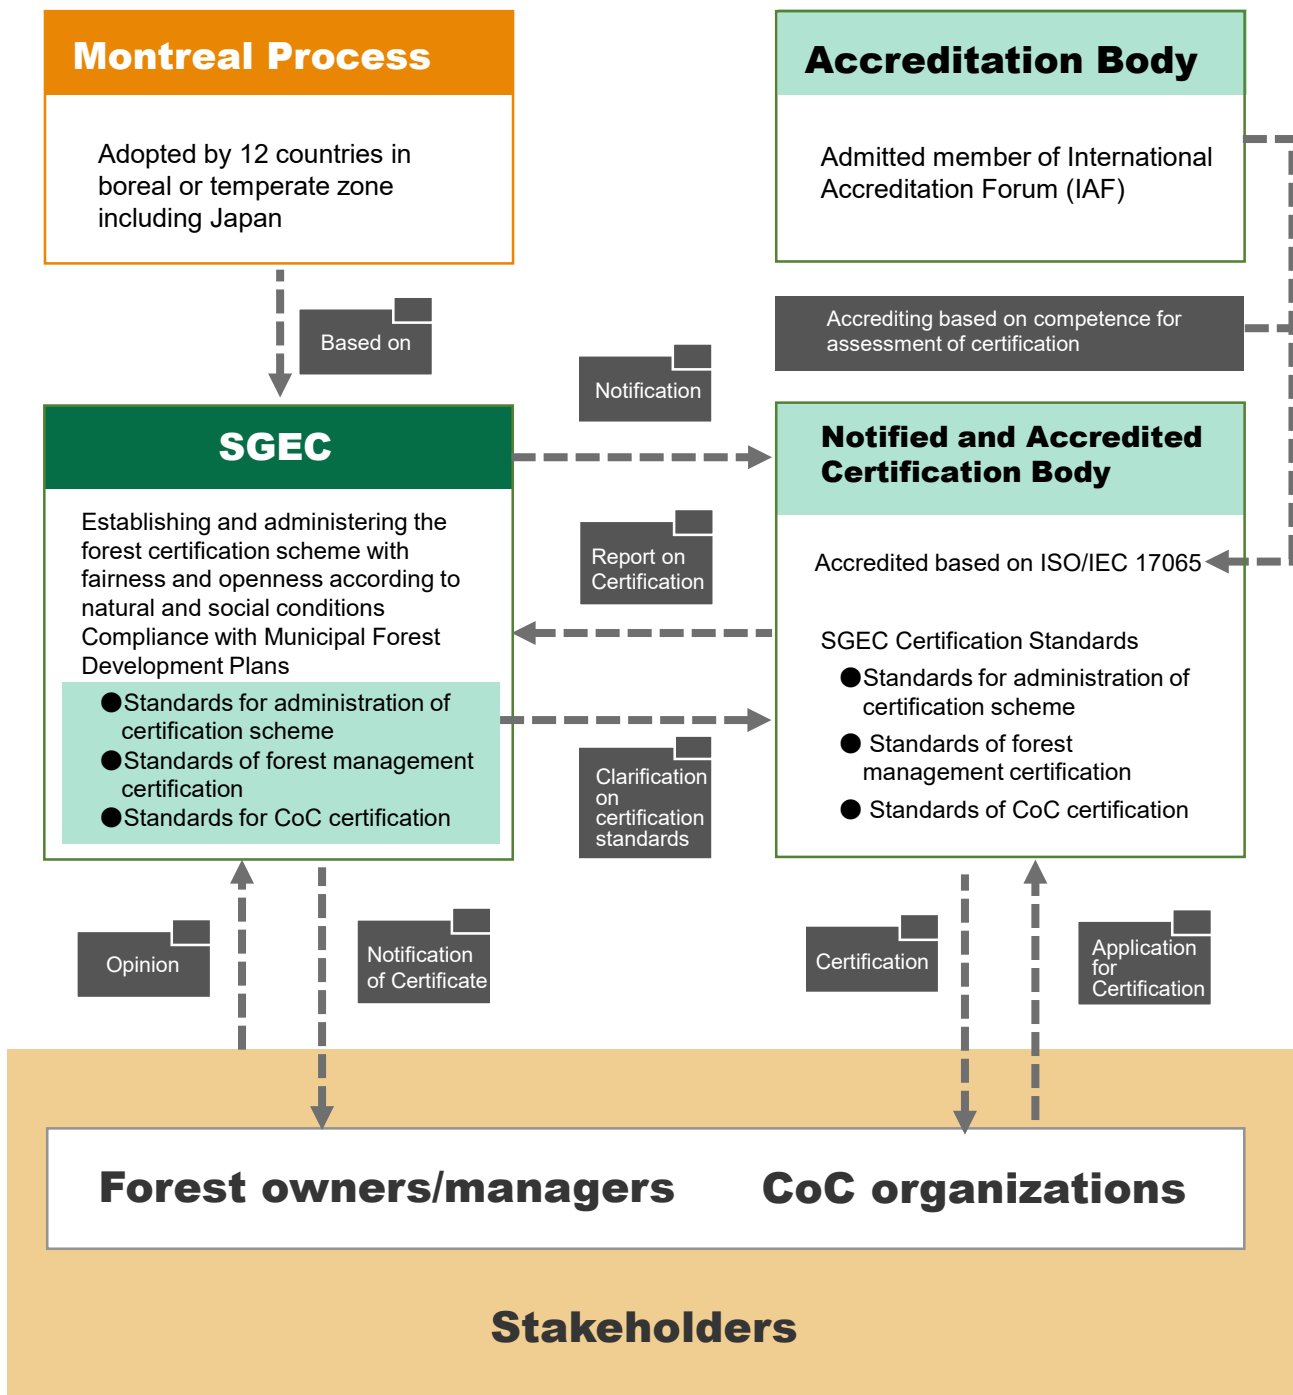 Montreal Process
Adopted by 12 countries in
boreal or temperate zone
including Japan
Accreditation Body
Admitted member of International
Accreditation Forum (IAF)
Based on
Accrediting based on competence for
assessment of certification
Notification
SGEC
Establishing and administering the
forest certification scheme with
fairness and openness according to
natural and social conditions
Compliance with Municipal Forest
Development Plans
●Standards for administration of
certification scheme
●Standards of forest management
certification
●Standards for CoC certification
Report on
Certification
Clarification
on
certification
standards
Notified and Accredited
Certification Body
Accredited based on ISO/IEC 17065
SGEC Certification Standards
●Standards for administration of
certification scheme
● Standards of forest
management certification
● Standards of CoC certification
Opinion
Notification
of Certificate
Certification
Application
for
Certification
Forest owners/managers
CoC organizations
Stakeholders